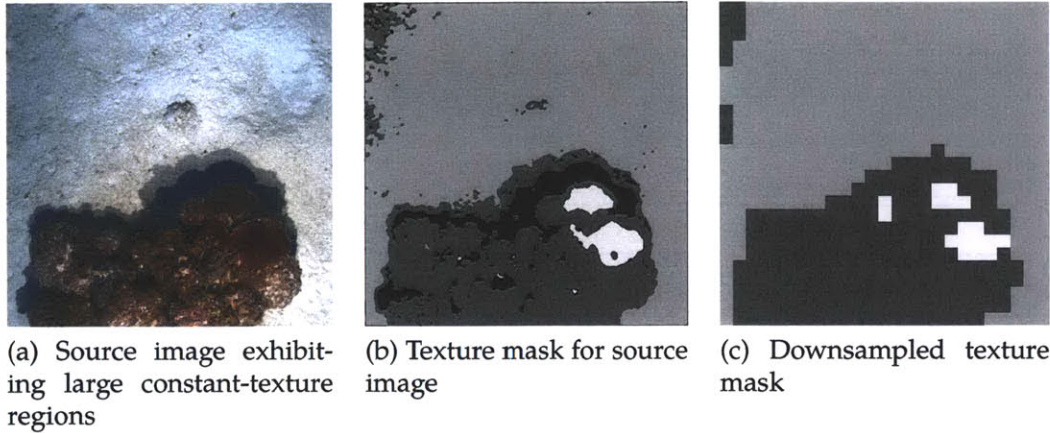 (a) Source image exhibit-
ing large constant-texture
regions
(b) Texture mask for source
image
(c) Downsampled texture
mask